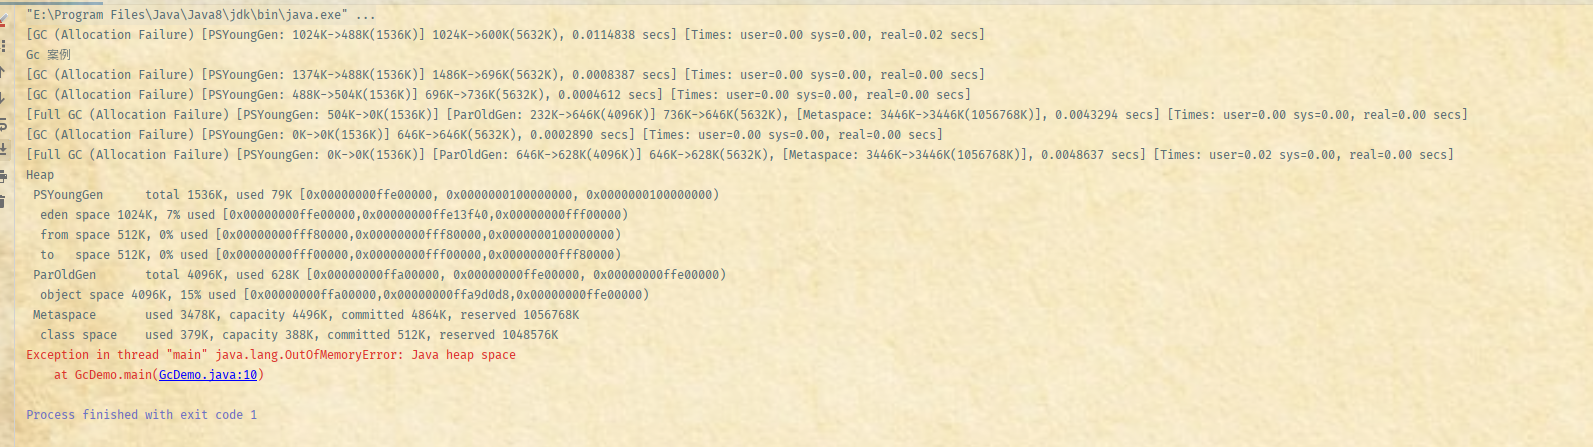 "E:\Program Files\Java\Java8\jdk\bin\java.exe" ...
[GC (Allocation Failure) [PSYoungGen: 1024K->488K(1536K)] 1024K->600K(5632K), 0.0114838 secs] [Times: user=0.00 sys=0.00, real=0.02 secs]
Gc 案例
[GC (Allocation Failure) [PSYoungGen: 1374K->488K(1536K)] 1486K->696K(5632K), 0.0008387 secs] [Times: user=0.00 sys=0.00, real=0.00 secs]
[GC (Allocation Failure) [PSYoungGen: 488K->504K(1536K)] 696K->736K(5632K), 0.0004612 secs] [Times: user=0.00 sys=0.00, real=0.00 secs]
[Full GC (Allocation Failure) [PSYoungGen: 504K->0K(1536K)] [ParOldGen: 232K->646K(4096K)] 736K->646K(5632K), [Metaspace: 3446K->3446K(1056768K)], 0.0043294 secs] [Times: user=0.00 sys=0.00, real=0.00 secs]
[GC (Allocation Failure) [PSYoungGen: 0K->0K(1536K)] 646K->646K(5632K), 0.0002890 secs] [Times: user=0.00 sys=0.00, real=0.00 secs]
[Full GC (Allocation Failure) [PSYoungGen: 0K->0K(1536K)] [ParOldGen: 646K->628K(4096K)] 646K->628K(5632K), [Metaspace: 3446K->3446K(1056768K)], 0.0048637 secs] [Times: user=0.02 sys=0.00, real=0.00 secs]
Heap
 PSYoungGen      total 1536K, used 79K [0x00000000ffe00000, 0x0000000100000000, 0x0000000100000000)
  eden space 1024K, 7% used [0x00000000ffe00000,0x00000000ffe13f40,0x00000000fff00000)
  from space 512K, 0% used [0x00000000fff80000,0x00000000fff80000,0x0000000100000000)
  to   space 512K, 0% used [0x00000000fff00000,0x00000000fff00000,0x00000000fff80000)
 ParOldGen       total 4096K, used 628K [0x00000000ffa00000, 0x00000000ffe00000, 0x00000000ffe00000)
  object space 4096K, 15% used [0x00000000ffa00000,0x00000000ffa9d0d8,0x00000000ffe00000)
 Metaspace       used 3478K, capacity 4496K, committed 4864K, reserved 1056768K
  class space    used 379K, capacity 388K, committed 512K, reserved 1048576K
Exception in thread "main" java.lang.OutOfMemoryError: Java heap space
    at GcDemo.main(GcDemo.java:10)
Process finished with exit code 1